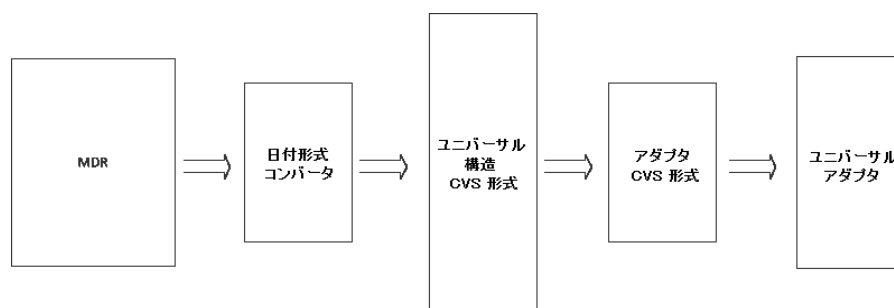 MDR
日付形式
コンバータ
ユニバーサル
構造
CVS 形式
アダプタ
CVS 形式
ユニバーサル
アダプタ